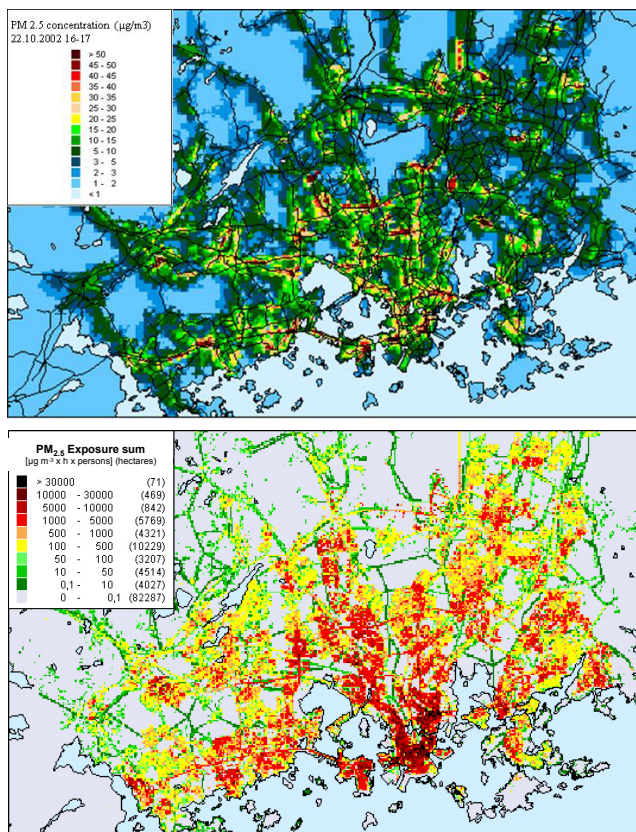 PM 2.5 concentration (µg/m3)
22.10.2002 16-17
> 50
45 - 50
40 - 45
35 - 40
30 - 35
25 - 30
20 - 25
15 - 20
10 - 15
5 - 10
3 - 5
2 - 3
1 - 2
< 1
PM2.5 Exposure sum
[µg m-3 x h x persons] (hectares)
> 30000 (71)
10000 - 30000 (469)
5000 - 10000 (842)
1000 - 5000 (5769)
500 - 1000 (4321)
100 - 500 (10229)
50 - 100 (3207)
10 - 50 (4514)
0,1 - 10 (4027)
0 - 0,1 (82287)